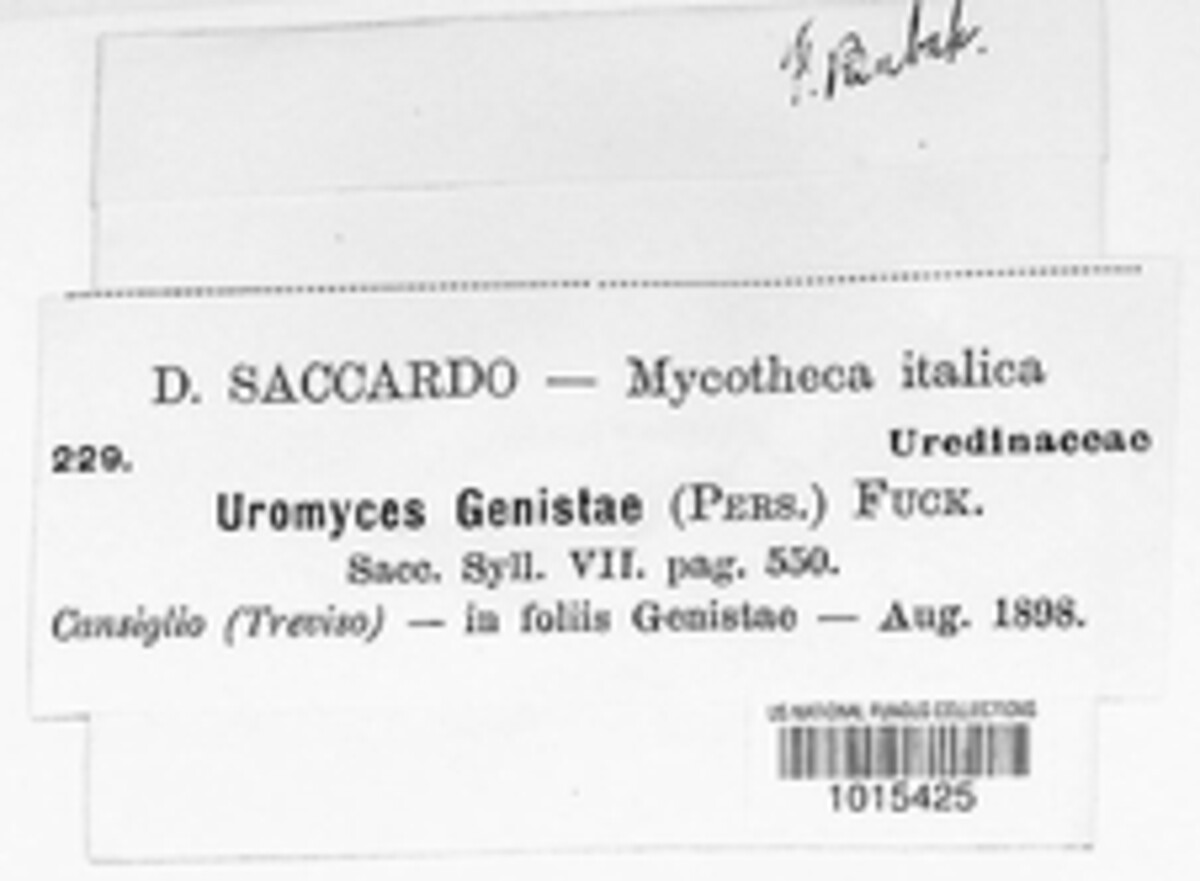 F. Bubak.
D. SACCARDO — Mycotheca italica
229.
Uredinaceae
Uromyces Genistae (PERS.) FUCK.
Sacc. Syll. VII. pag. 550.
Cansiglio (Treviso) — in foliis Genistae — Aug. 1898.
US NATIONAL FUNGUS COLLECTIONS
1015425